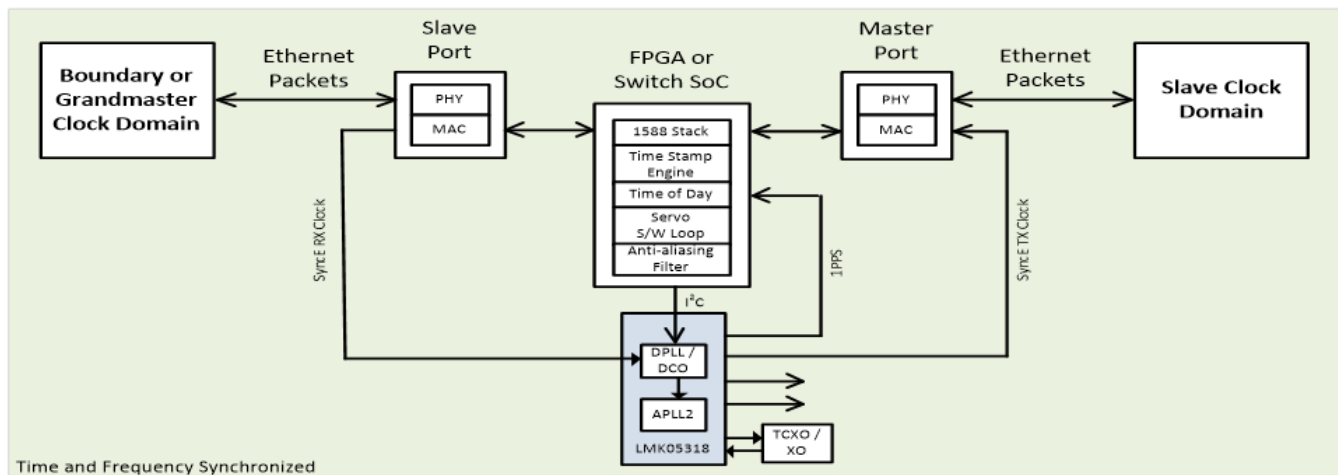 Slave
Port
Master
Port
Ethernet
Packets
FPGA or
Switch SoC
Ethernet
Packets
Boundary or
Grandmaster
Clock Domain
PHY
MAC
PHY
MAC
Slave Clock
Domain
1588 Stack
Time Stamp
Engine
Time of Day
Servo
S/W Loop
Anti-aliasing
Filter
SyncE RX Clock
1PPS
SyncE TX Clock
I²C
DPLL /
DCO
APLL2
LMK05318
TCXO /
XO
Time and Frequency Synchronized